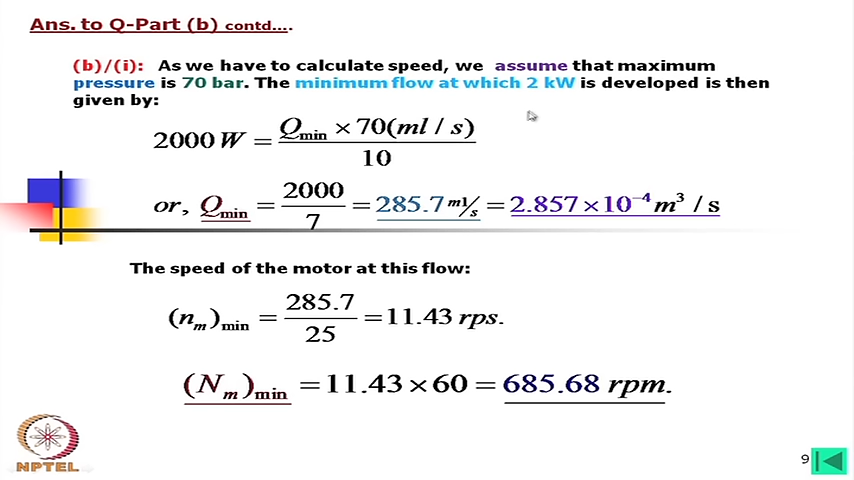 Ans. to Q-Part (b) contd....
(b)/(i): As we have to calculate speed, we assume that maximum
pressure is 70 bar. The minimum flow at which 2 kW is developed is then
given by:
2000 W = Q_min × 70(ml / s) / 10
or, Q_min = 2000 / 7 = 285.7 ml/s = 2.857 × 10⁻⁴ m³ / s
The speed of the motor at this flow:
(n_m)_min = 285.7 / 25 = 11.43 rps.
(N_m)_min = 11.43 × 60 = 685.68 rpm.
NPTEL
9